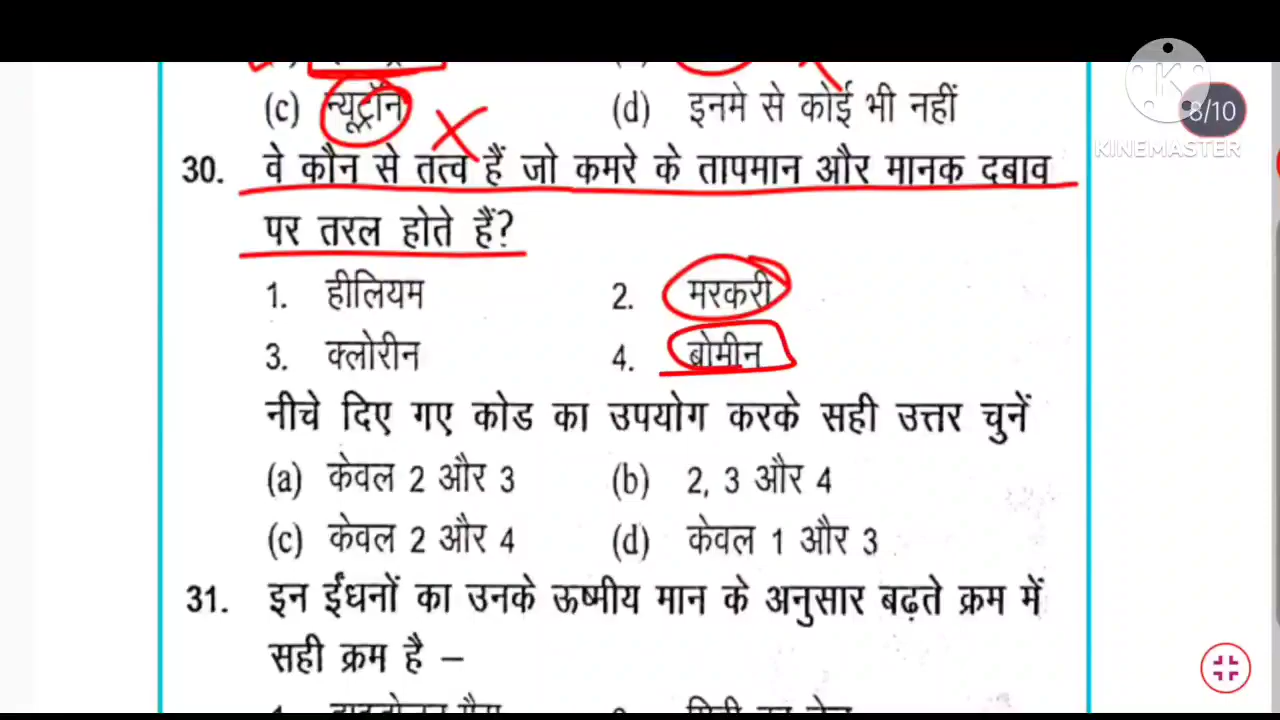 (c) न्यूट्रॉन (d) इनमे से कोई भी नहीं
8/10
KINEMASTER
30. वे कौन से तत्व हैं जो कमरे के तापमान और मानक दबाव
पर तरल होते हैं?
1. हीलियम 2. मरकरी
3. क्लोरीन 4. बोमीन
नीचे दिए गए कोड का उपयोग करके सही उत्तर चुनें
(a) केवल 2 और 3 (b) 2, 3 और 4
(c) केवल 2 और 4 (d) केवल 1 और 3
31. इन ईंधनों का उनके ऊष्मीय मान के अनुसार बढ़ते क्रम में
सही क्रम है –